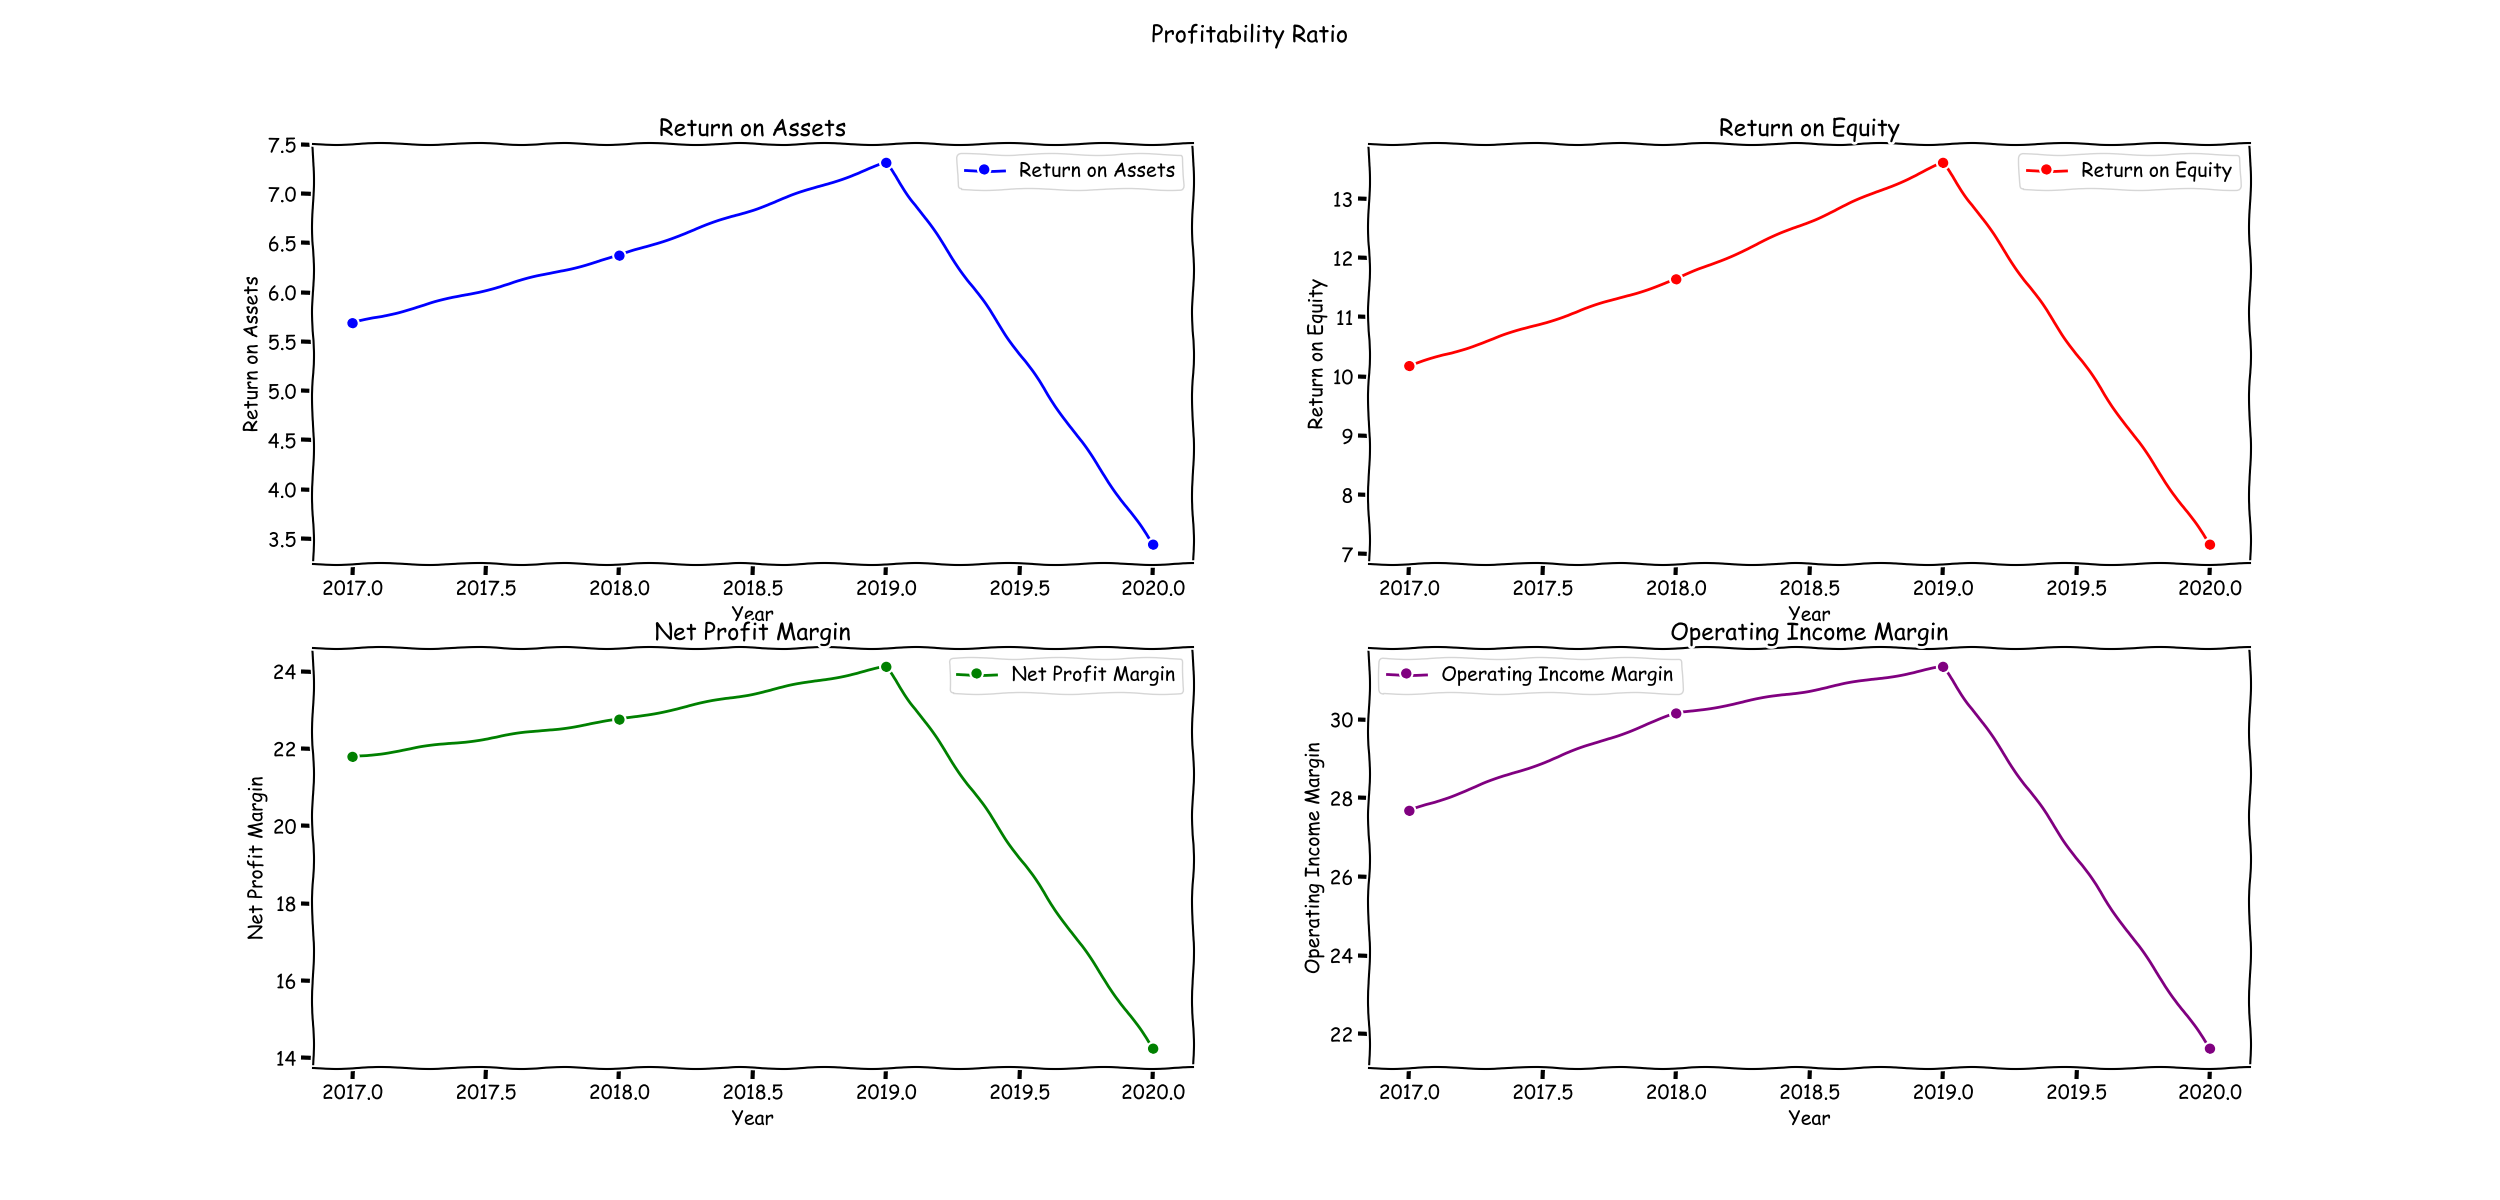 Profitability Ratio
Return on Assets
7.5
7.0
6.5
6.0
5.5
5.0
4.5
4.0
3.5
Return on Assets
Return on Assets
2017.0 2017.5 2018.0 2018.5 2019.0 2019.5 2020.0
Year
Return on Equity
13
12
11
10
9
8
7
Return on Equity
Return on Equity
2017.0 2017.5 2018.0 2018.5 2019.0 2019.5 2020.0
Year
Net Profit Margin
24
22
20
18
16
14
Net Profit Margin
Net Profit Margin
2017.0 2017.5 2018.0 2018.5 2019.0 2019.5 2020.0
Year
Operating Income Margin
30
28
26
24
22
Operating Income Margin
Operating Income Margin
2017.0 2017.5 2018.0 2018.5 2019.0 2019.5 2020.0
Year